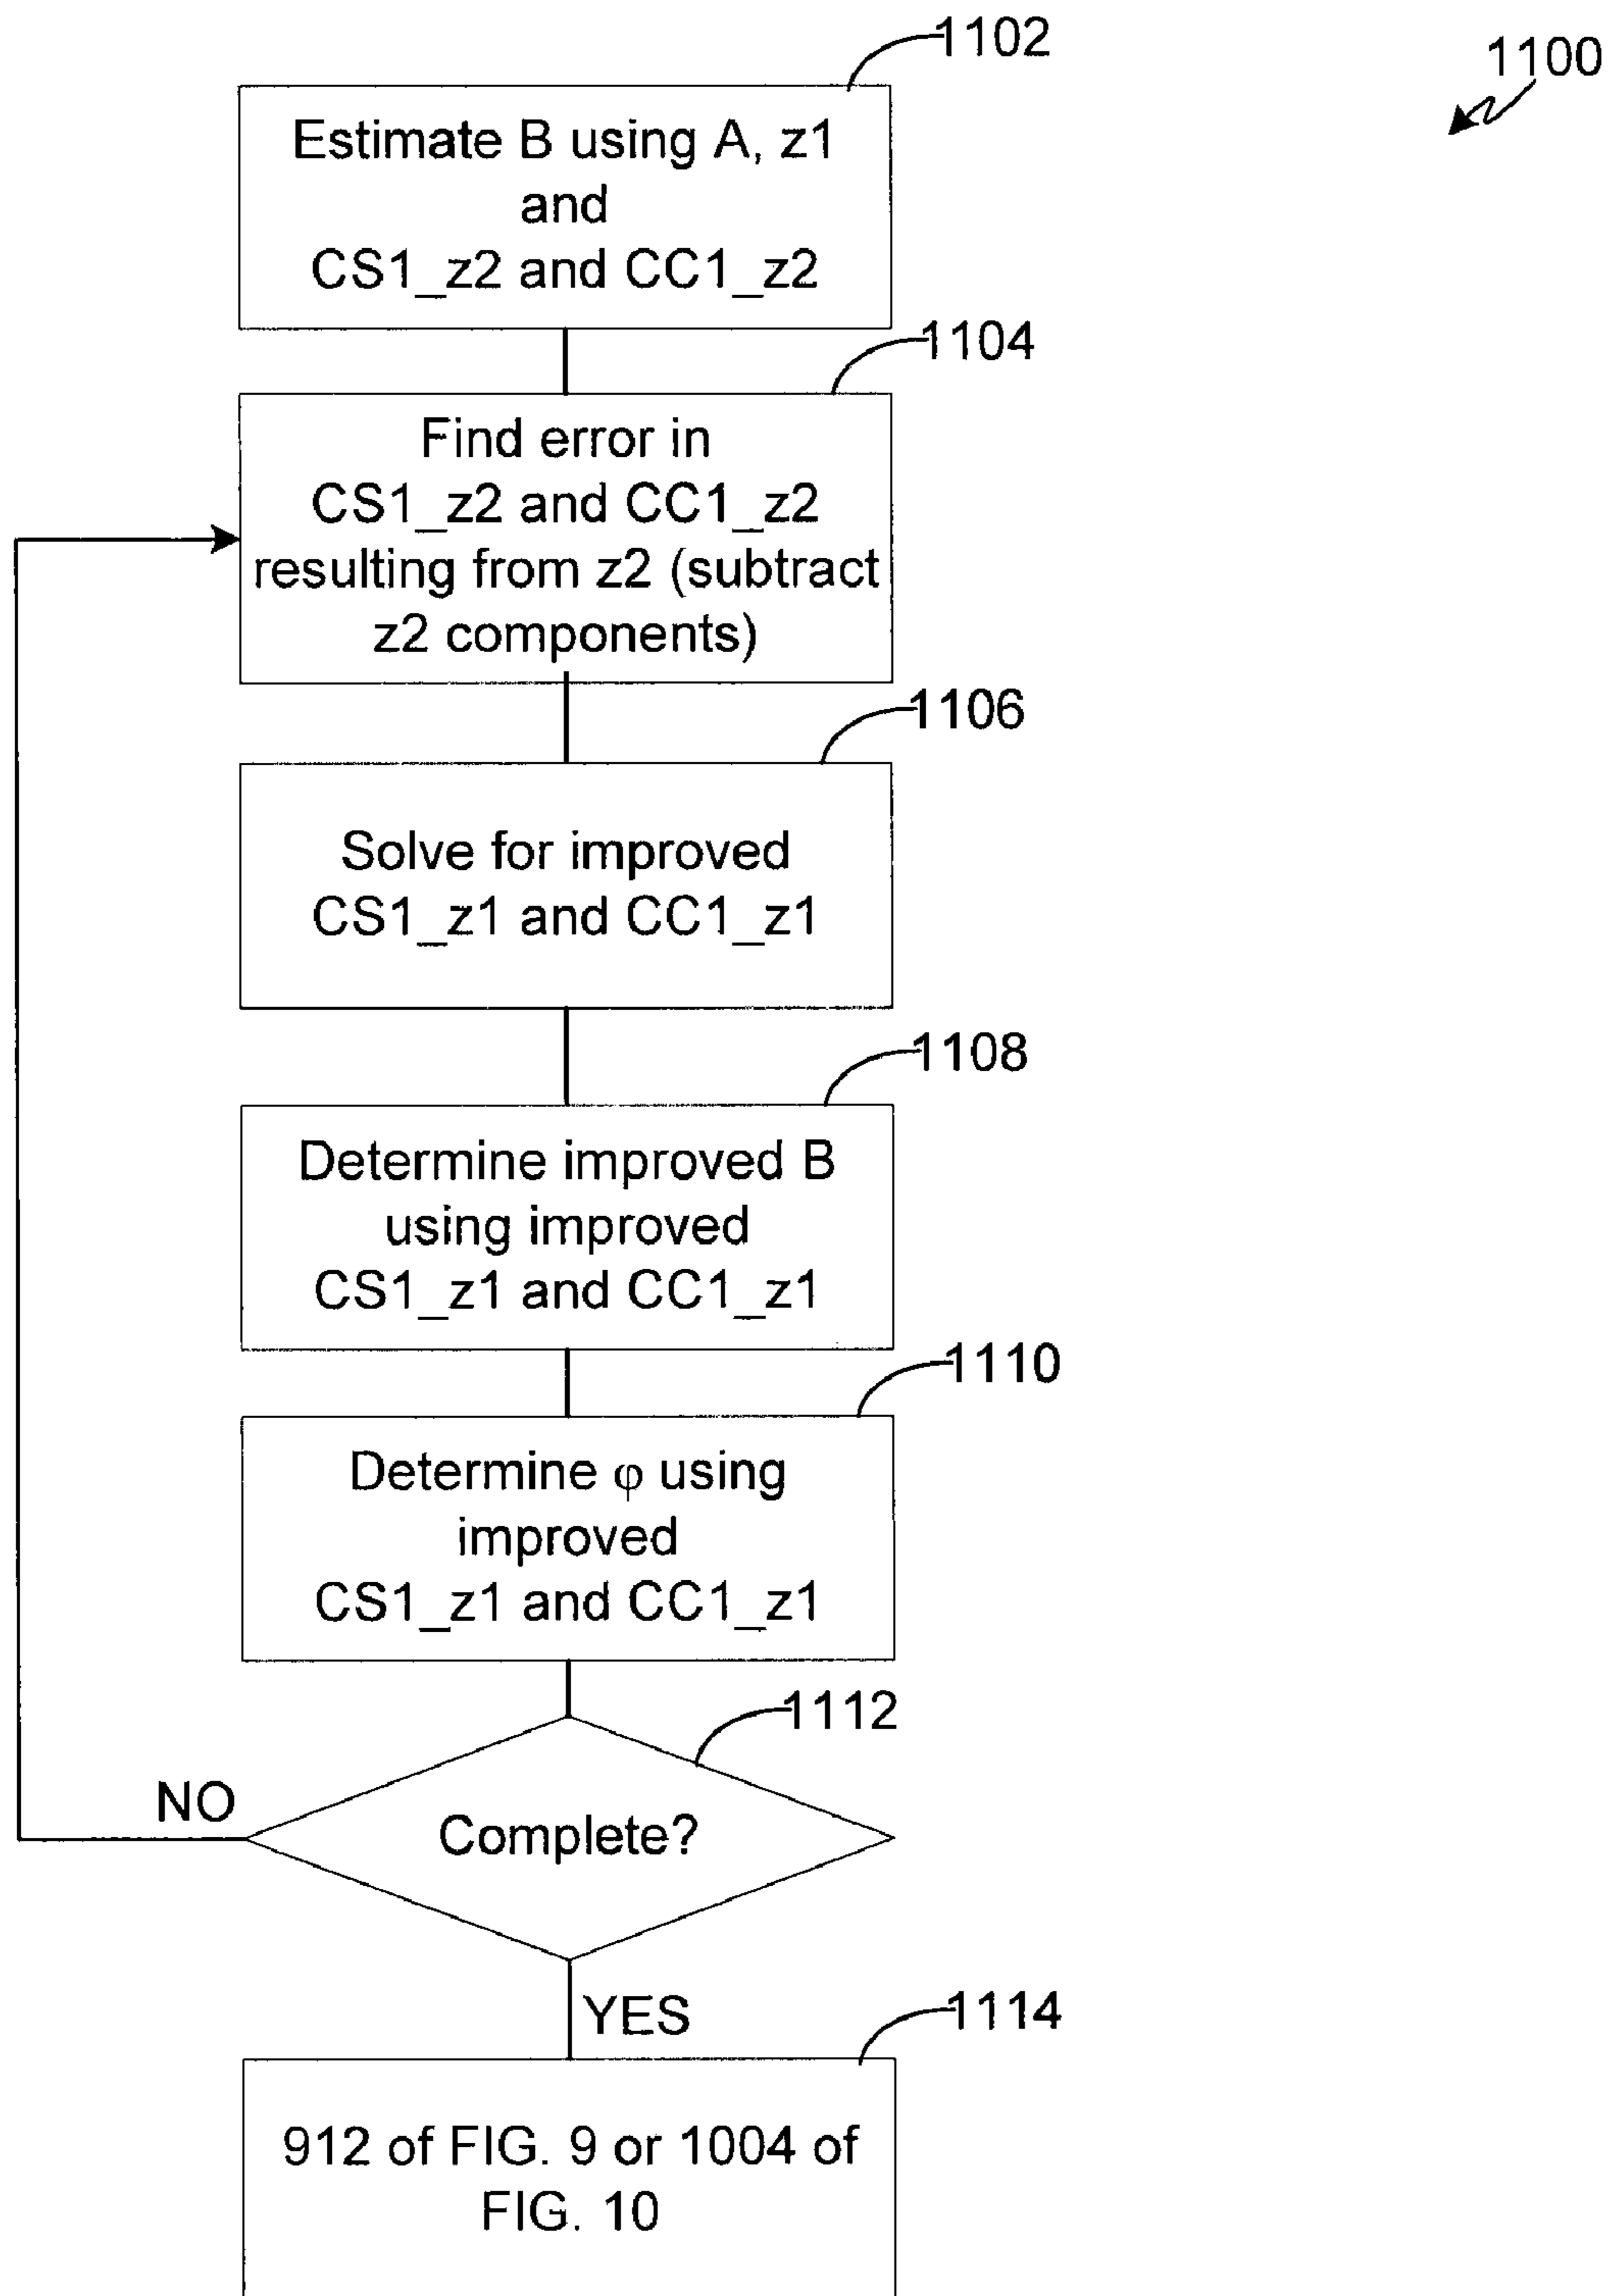 1102
1100
Estimate B using A, z1
and
CS1_z2 and CC1_z2
1104
Find error in
CS1_z2 and CC1_z2
resulting from z2 (subtract
z2 components)
1106
Solve for improved
CS1_z1 and CC1_z1
1108
Determine improved B
using improved
CS1_z1 and CC1_z1
1110
Determine φ using
improved
CS1_z1 and CC1_z1
1112
NO
Complete?
YES
1114
912 of FIG. 9 or 1004 of
FIG. 10